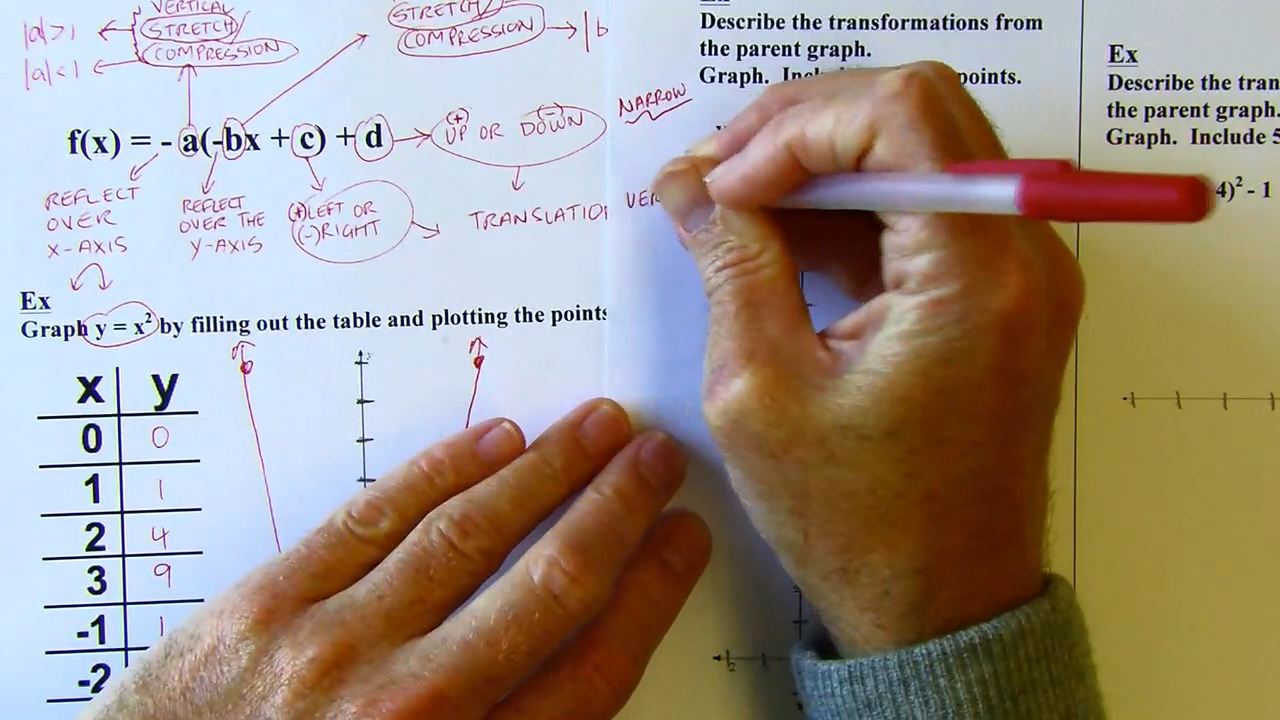 VERTICAL
|a|>1
STRETCH/
COMPRESSION
|a|<1
STRETCH/
COMPRESSION
|b
f(x) = - a(-bx + c) + d
(+) (-)
UP OR DOWN
REFLECT
OVER
X-AXIS
REFLECT
OVER THE
y-AXIS
(+)LEFT OR
(-)RIGHT
TRANSLATIO
NARROW
VER
Ex
Graph y = x² by filling out the table and plotting the points
x y
0 0
1 1
2 4
3 9
-1 1
-2
Describe the transformations from
the parent graph.
Graph. points.
Ex
Describe the tran
the parent graph.
Graph. Include 5
4)² - 1